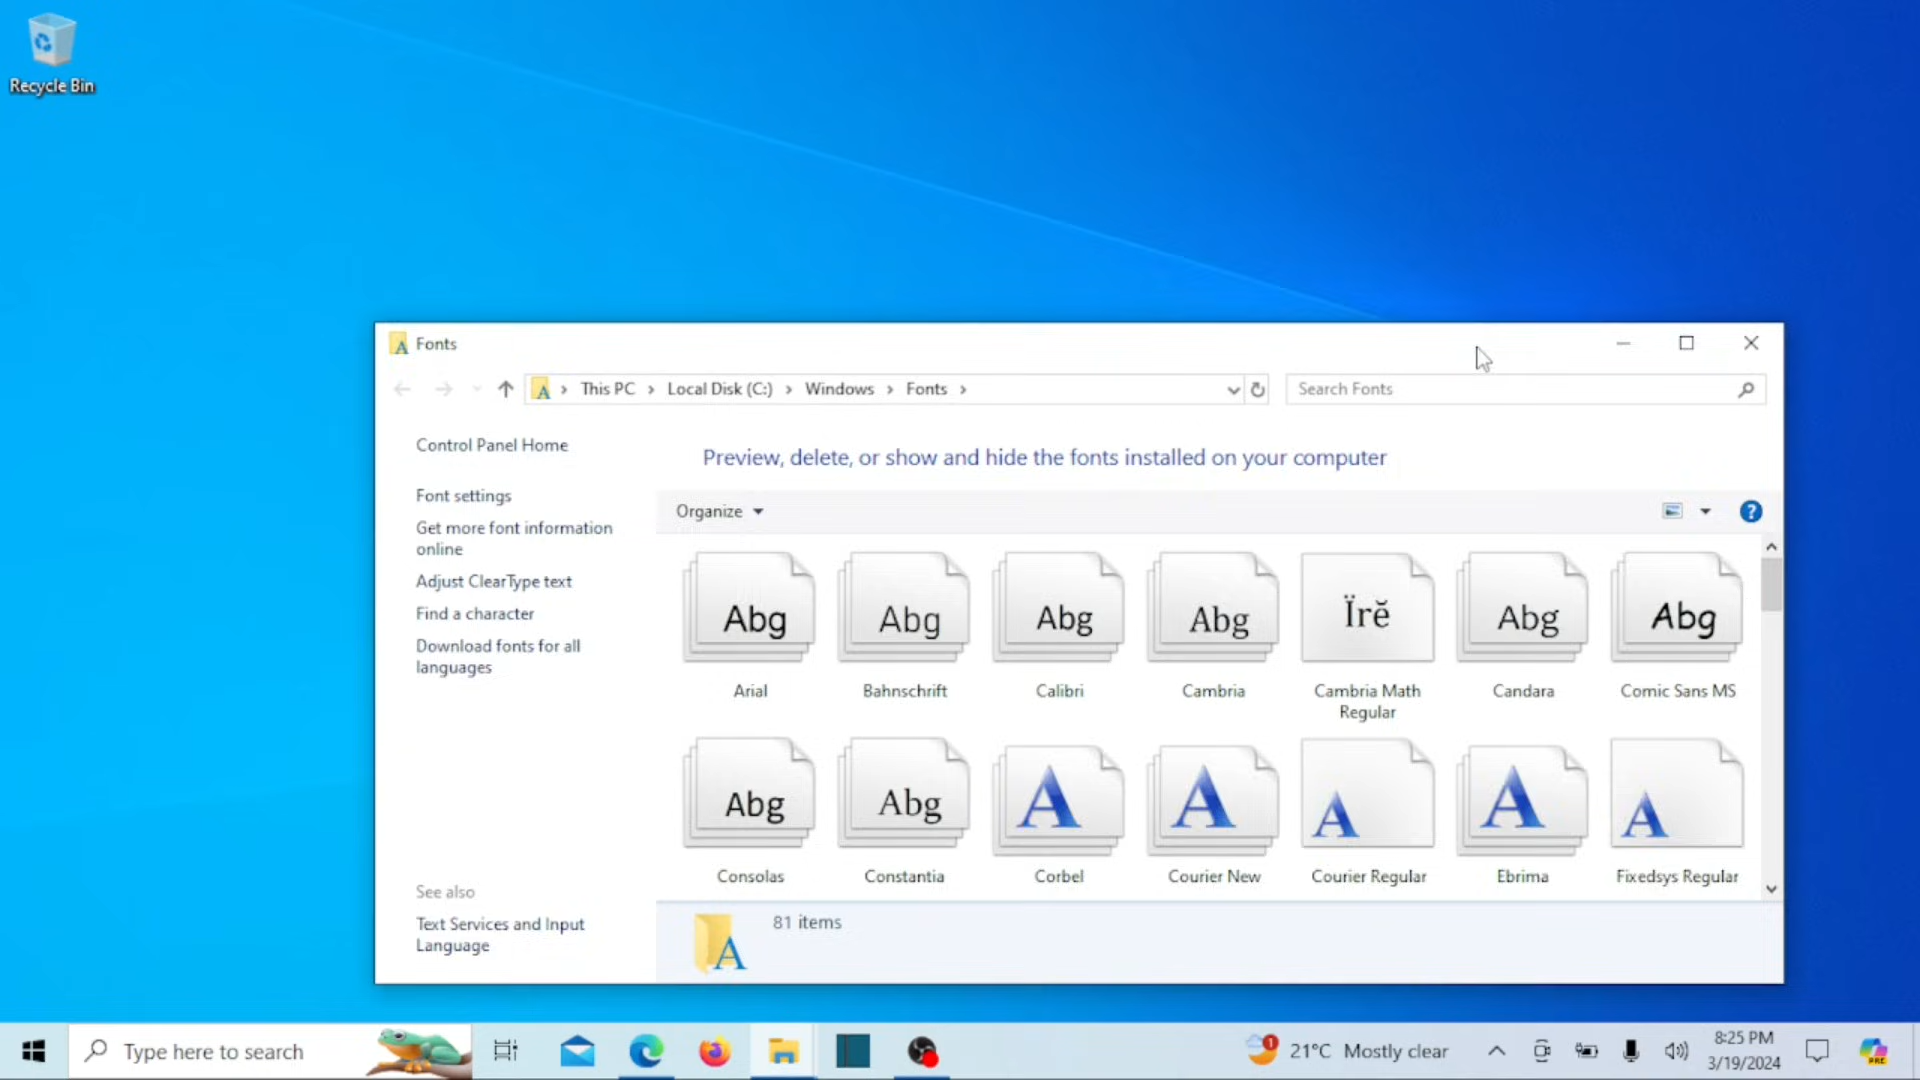 Recycle Bin
Fonts
This PC > Local Disk (C:) > Windows > Fonts >
Search Fonts
Control Panel Home
Font settings
Get more font information
online
Adjust ClearType text
Find a character
Download fonts for all
languages
See also
Text Services and Input
Language
Preview, delete, or show and hide the fonts installed on your computer
Organize
?
Abg Abg Abg Abg Ïrĕ Abg Abg
Arial Bahnschrift Calibri Cambria Cambria Math Candara Comic Sans MS
Regular
Abg Abg A A A A A
Consolas Constantia Corbel Courier New Courier Regular Ebrima Fixedsys Regular
81 items
Type here to search
1
21°C Mostly clear
8:25 PM
3/19/2024
PRE